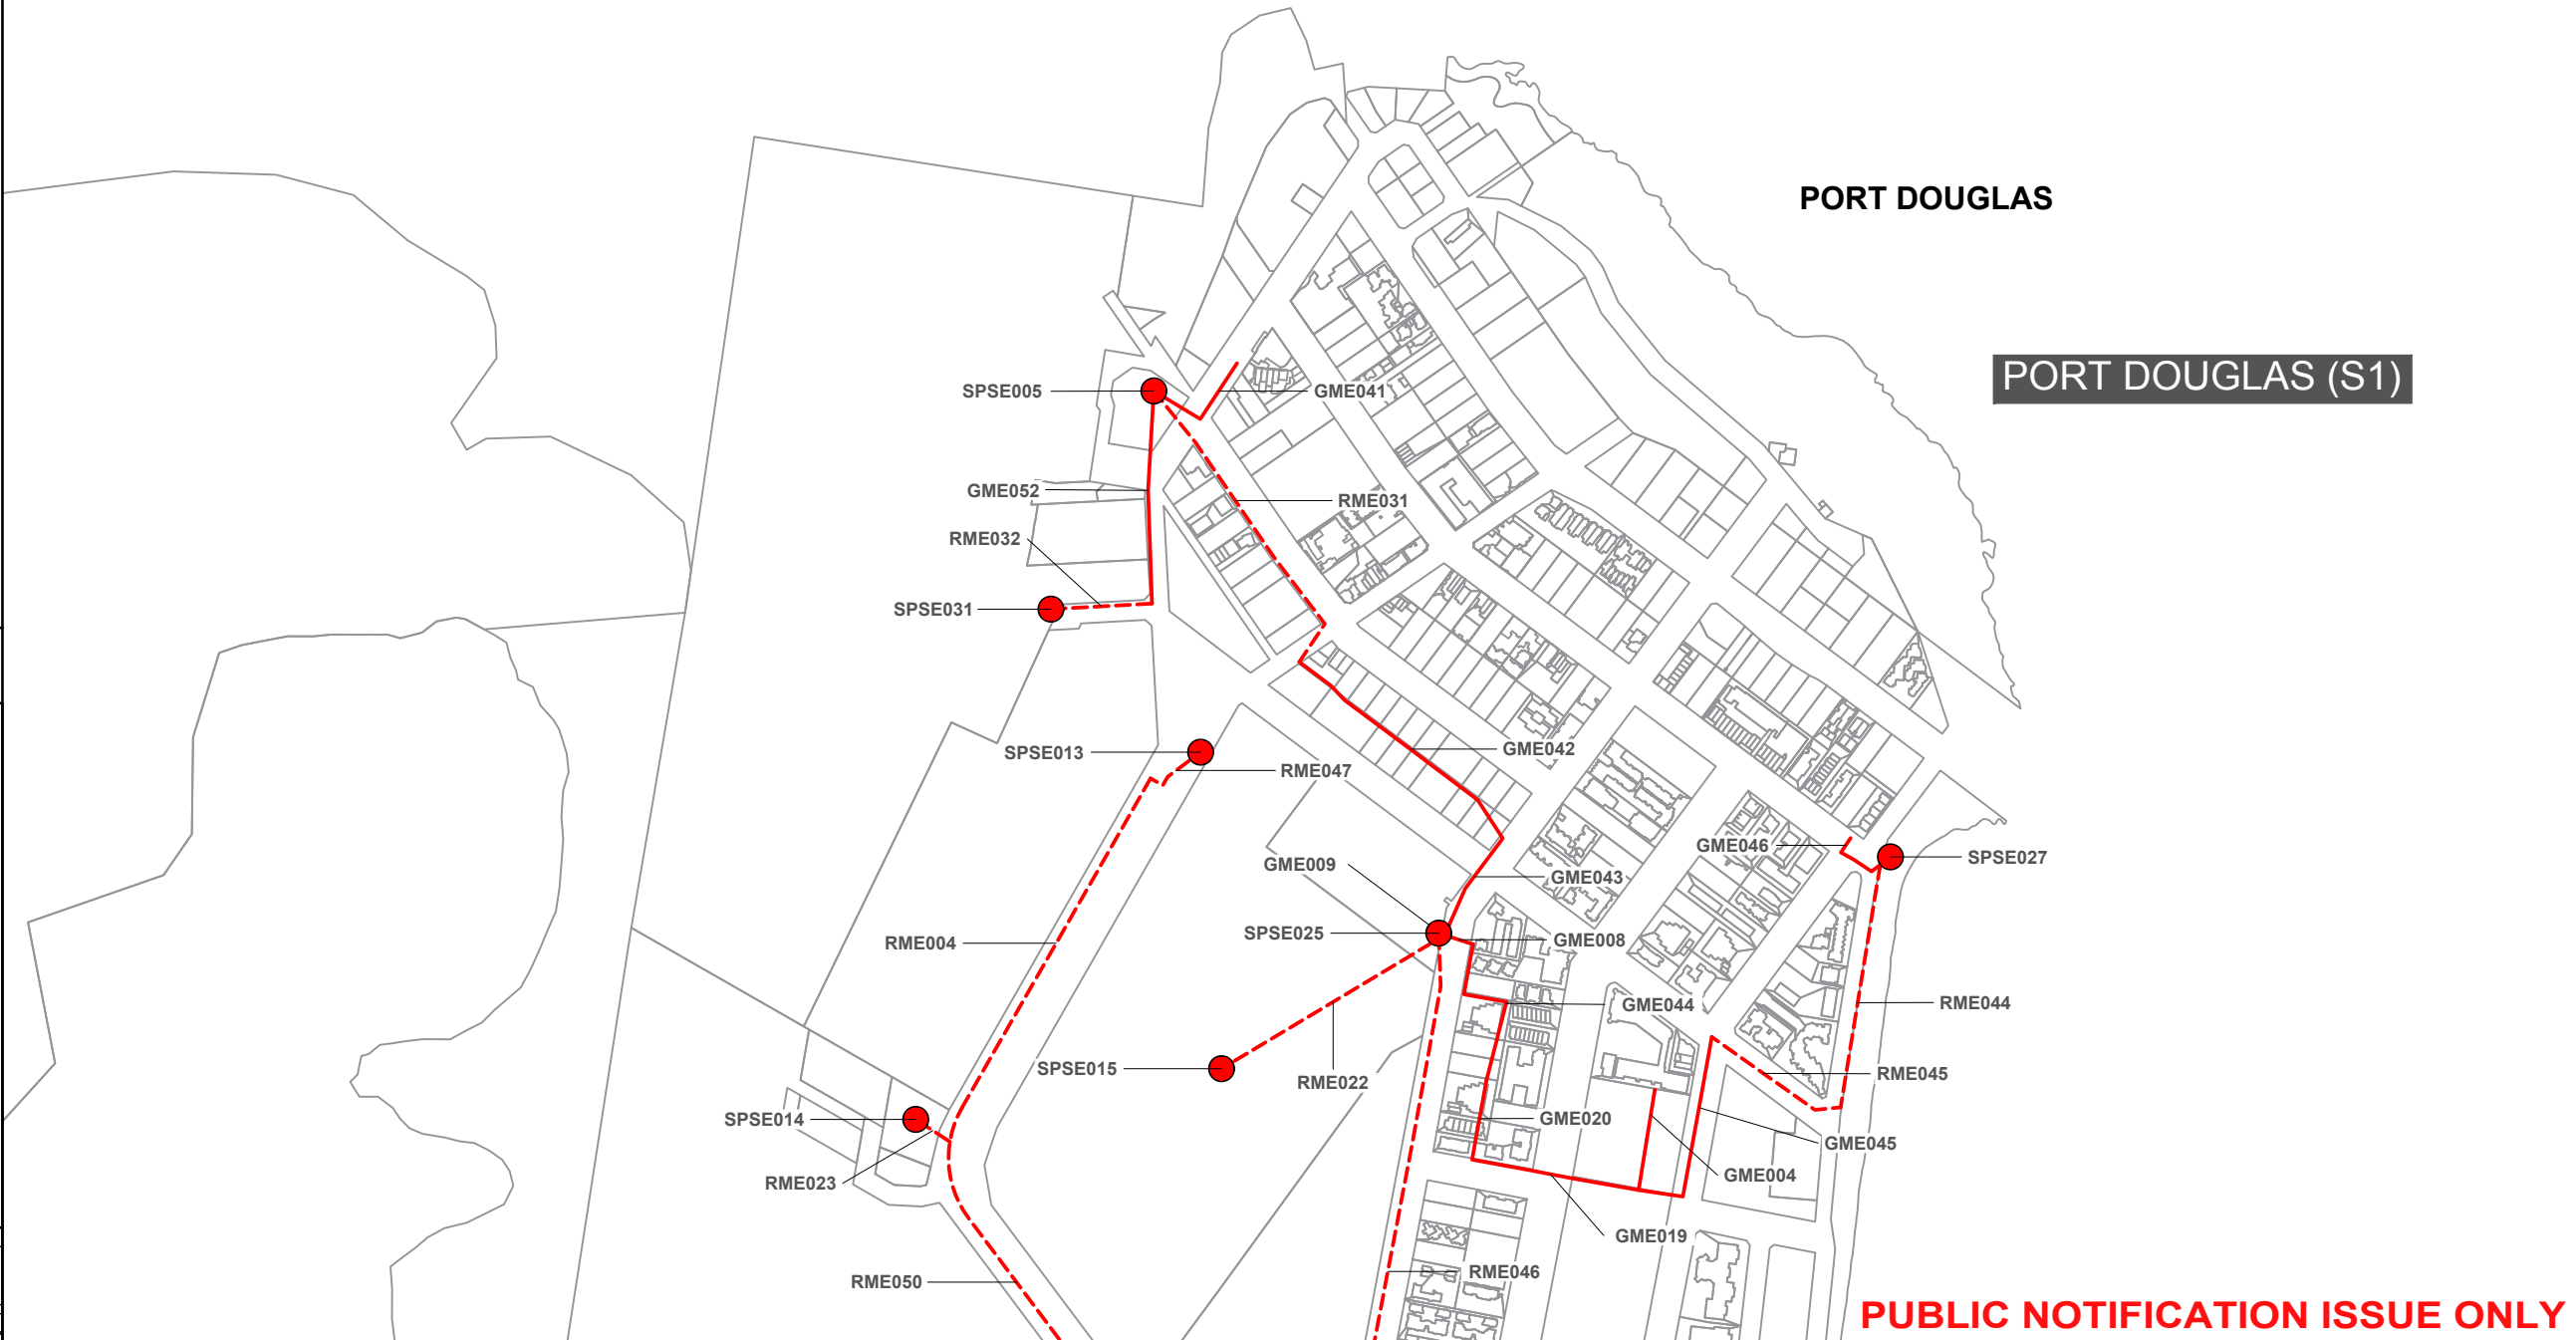 PORT DOUGLAS
PORT DOUGLAS (S1)
SPSE005
GME041
GME052
RME031
RME032
SPSE031
SPSE013
GME042
RME047
GME046
SPSE027
GME009
GME043
SPSE025
GME008
RME004
RME044
GME044
SPSE015
RME022
RME045
SPSE014
GME020
GME045
RME023
GME004
GME019
RME050
RME046
PUBLIC NOTIFICATION ISSUE ONLY